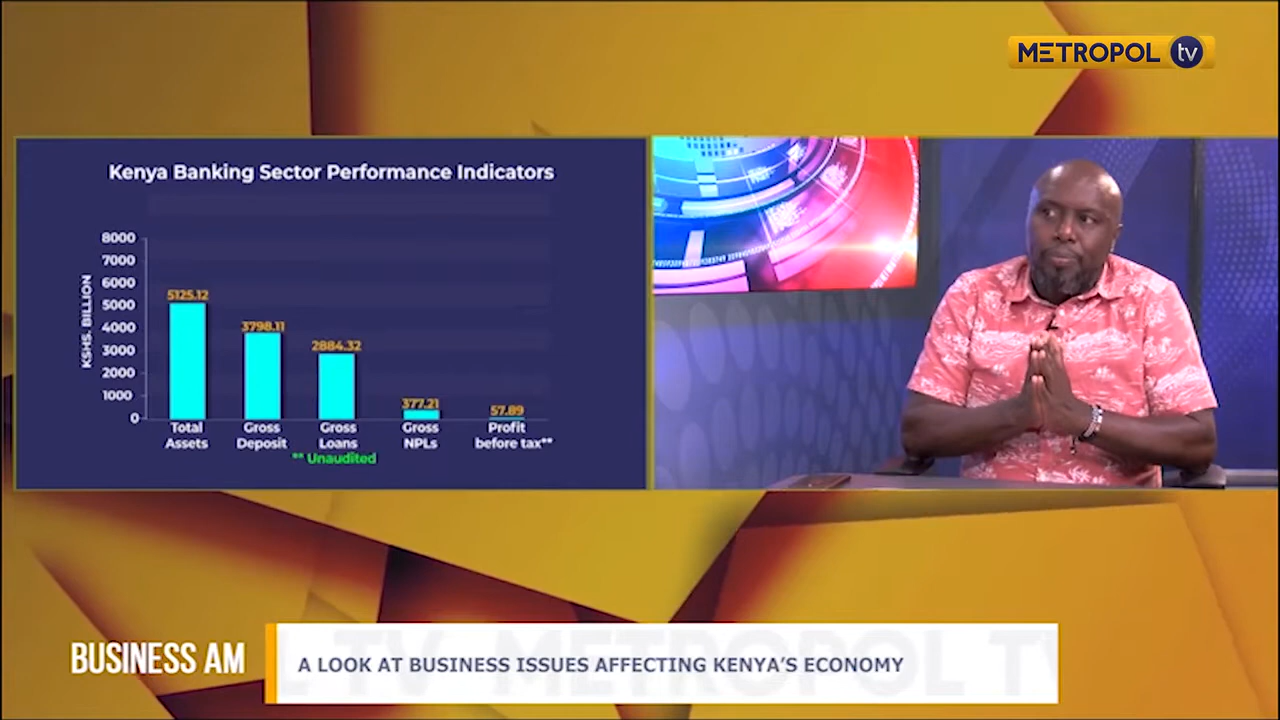 METROPOL tv
Kenya Banking Sector Performance Indicators
KSHS. BILLION
8000
7000
6000
5000
4000
3000
2000
1000
0
5125.12
3798.11
2884.32
377.21
57.89
Total Assets
Gross Deposit
Gross Loans
Gross NPLs
Profit before tax**
** Unaudited
BUSINESS AM
A LOOK AT BUSINESS ISSUES AFFECTING KENYA'S ECONOMY